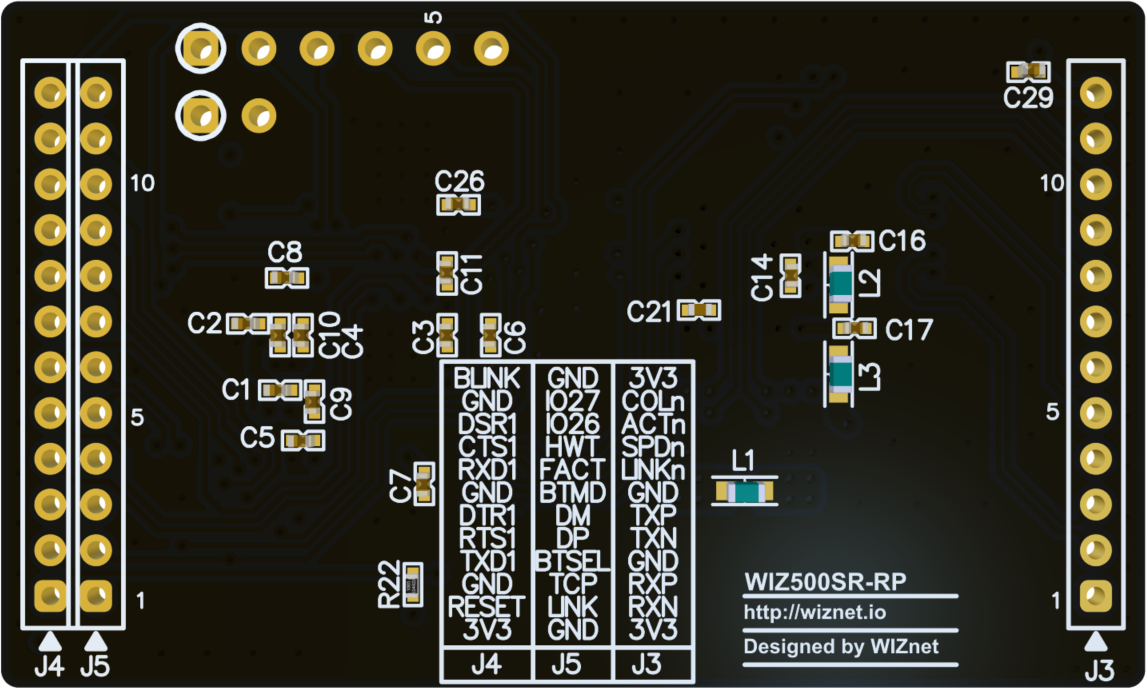 5
C29
10
10
C26
C16
C8
C11
C14
L2
C21
C2
C10
C4
C3
C6
C17
L3
C1
C9
5
5
C5
BLINK GND 3V3
GND IO27 COLn
DSR1 IO26 ACTn
CTS1 HWT SPDn
RXD1 FACT LINKn
GND BTMD GND
DTR1 DM TXP
RTS1 DP TXN
TXD1 BTSEL GND
GND TCP RXP
RESET LINK RXN
3V3 GND 3V3
J4 J5 J3
C7
L1
R22
WIZ500SR-RP
http://wiznet.io
Designed by WIZnet
1
1
J4 J5
J3